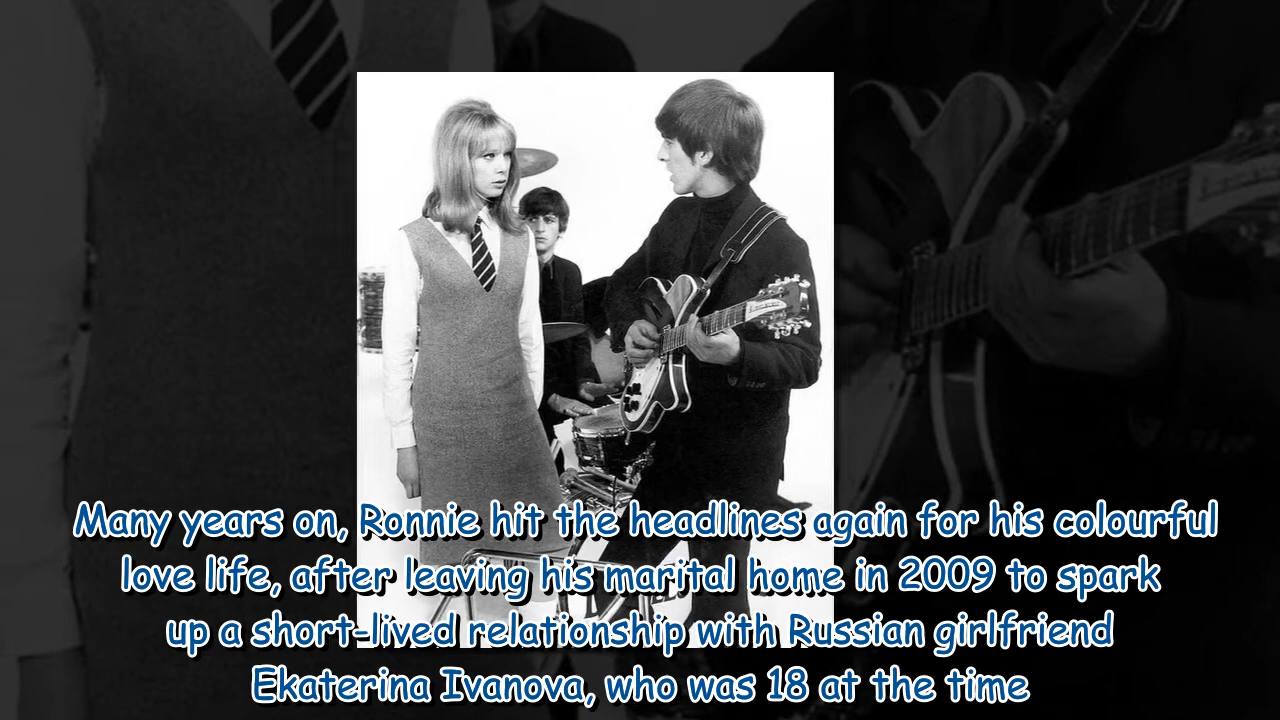 Many years on, Ronnie hit the headlines again for his colourful
love life, after leaving his marital home in 2009 to spark
up a short-lived relationship with Russian girlfriend
Ekaterina Ivanova, who was 18 at the time